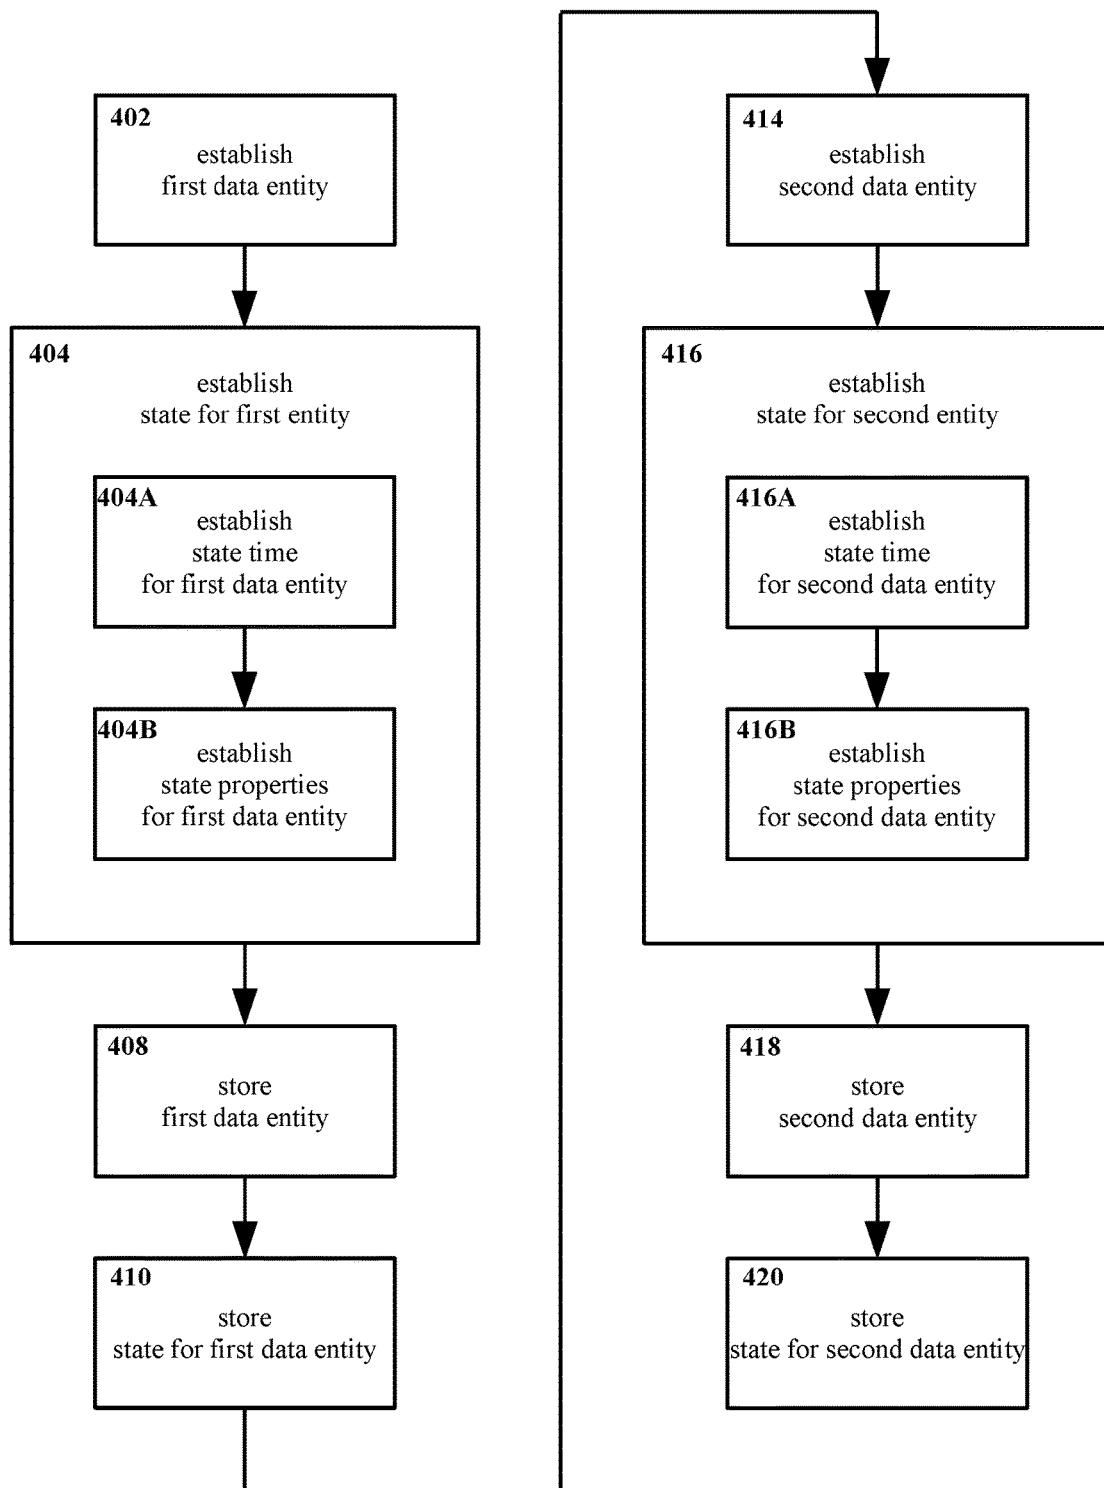 402
establish
first data entity
404
establish
state for first entity
404A
establish
state time
for first data entity
404B
establish
state properties
for first data entity
408
store
first data entity
410
store
state for first data entity
414
establish
second data entity
416
establish
state for second entity
416A
establish
state time
for second data entity
416B
establish
state properties
for second data entity
418
store
second data entity
420
store
state for second data entity